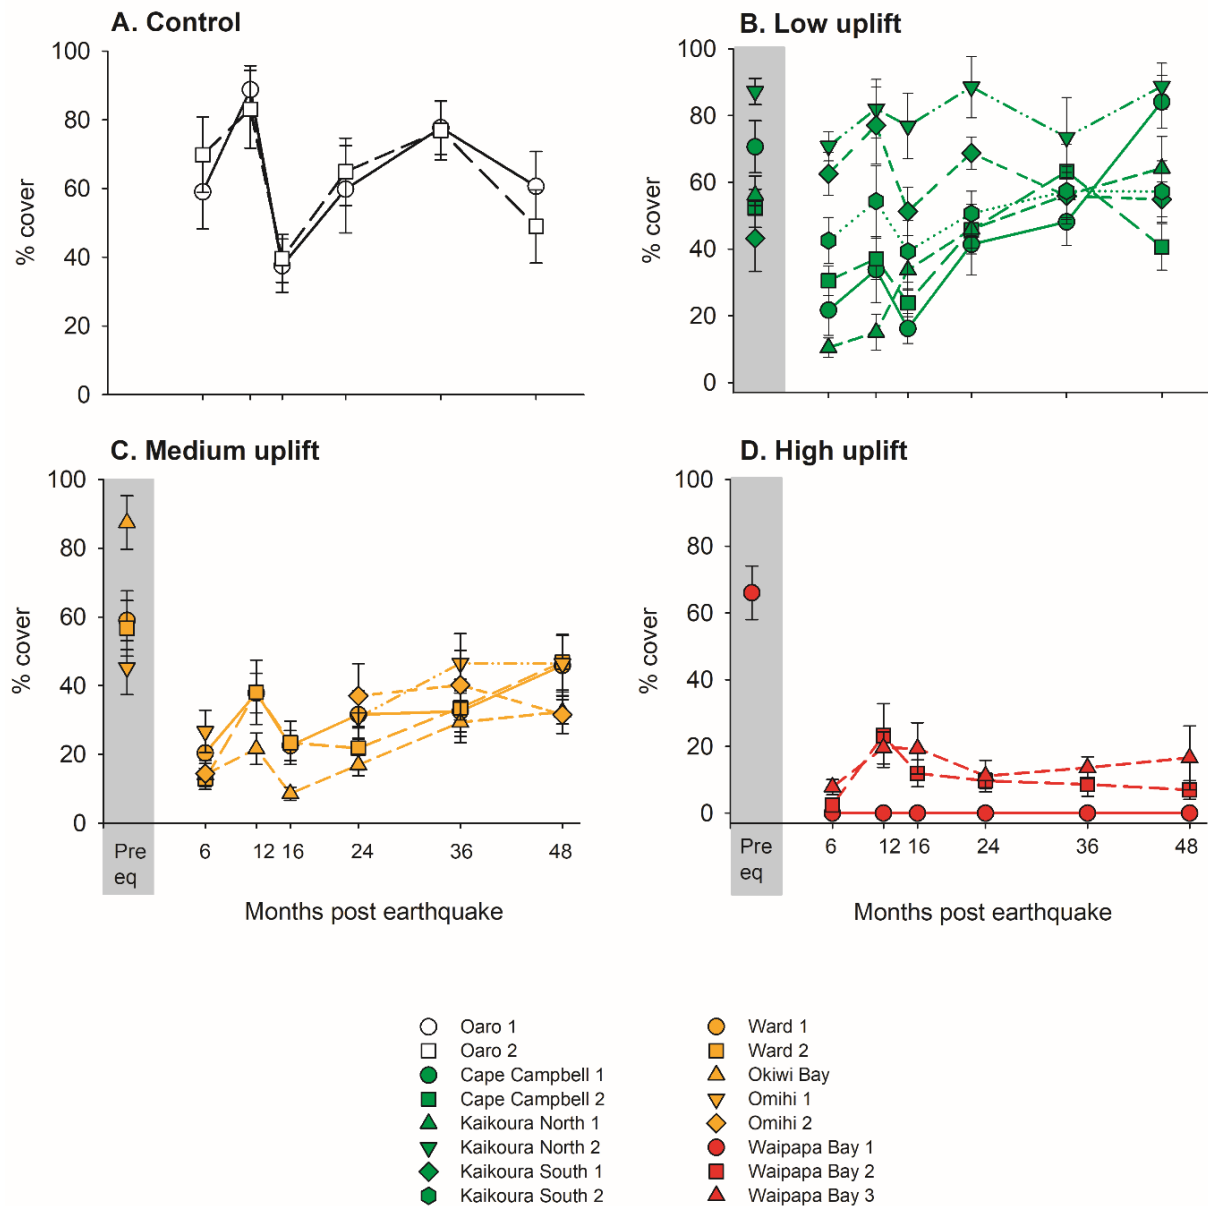 A. Control
100
80
60
40
20
0
% cover
B. Low uplift
100
80
60
40
20
0
% cover
C. Medium uplift
100
80
60
40
20
0
% cover
Pre eq
6
12
16
24
36
48
Months post earthquake
D. High uplift
100
80
60
40
20
0
% cover
Pre eq
6
12
16
24
36
48
Months post earthquake
Oaro 1
Oaro 2
Cape Campbell 1
Cape Campbell 2
Kaikoura North 1
Kaikoura North 2
Kaikoura South 1
Kaikoura South 2
Ward 1
Ward 2
Okiwi Bay
Omihi 1
Omihi 2
Waipapa Bay 1
Waipapa Bay 2
Waipapa Bay 3